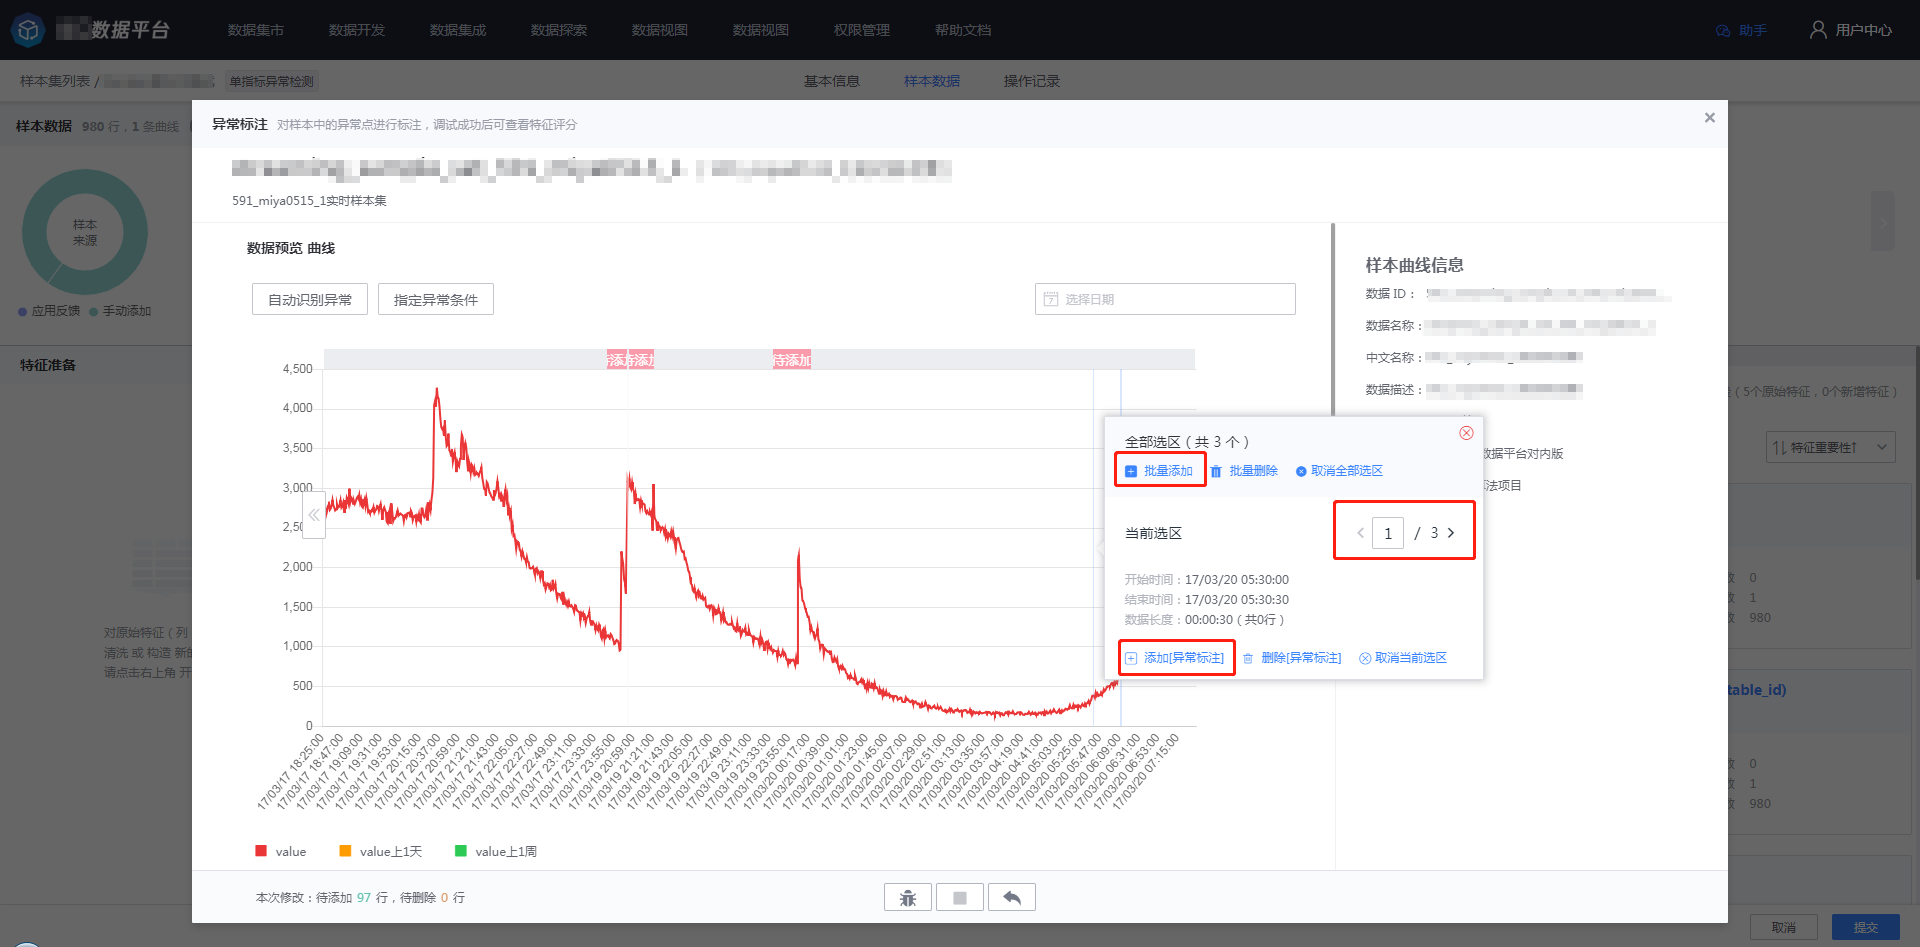 数据平台
数据集市
数据开发
数据集成
数据探索
数据视图
数据视图
权限管理
帮助文档
助手
用户中心
样本集列表 /
单指标异常检测
基本信息
样本数据
操作记录
样本数据 980 行，1 条曲线
样本
来源
应用反馈
手动添加
特征准备
对原始特征（列
清洗 或 构造 新的
请点击右上角 开
异常标注 对样本中的异常点进行标注，调试成功后可查看特征评分
591_miya0515_1实时样本集
数据预览 曲线
自动识别异常
指定异常条件
选择日期
待添加
4,500
4,000
3,500
3,000
2,000
1,500
1,000
500
0
17/03/17 18:25:00
17/03/17 18:47:00
17/03/17 19:09:00
17/03/17 19:31:00
17/03/17 19:53:00
17/03/17 20:15:00
17/03/17 20:37:00
17/03/17 20:59:00
17/03/17 21:21:00
17/03/17 21:43:00
17/03/17 22:05:00
17/03/17 22:27:00
17/03/17 22:49:00
17/03/17 23:11:00
17/03/17 23:33:00
17/03/17 23:55:00
17/03/19 20:59:00
17/03/19 21:21:00
17/03/19 21:43:00
17/03/19 22:05:00
17/03/19 22:27:00
17/03/19 22:49:00
17/03/19 23:11:00
17/03/19 23:33:00
17/03/19 23:55:00
17/03/20 00:17:00
17/03/20 00:39:00
17/03/20 01:01:00
17/03/20 01:23:00
17/03/20 01:45:00
17/03/20 02:07:00
17/03/20 02:29:00
17/03/20 02:51:00
17/03/20 03:13:00
17/03/20 03:35:00
17/03/20 03:57:00
17/03/20 04:19:00
17/03/20 04:41:00
17/03/20 05:03:00
17/03/20 05:25:00
17/03/20 05:47:00
17/03/20 06:09:00
17/03/20 06:31:00
17/03/20 06:53:00
17/03/20 07:15:00
value
value上1天
value上1周
样本曲线信息
数据 ID：
数据名称：
中文名称：
数据描述：
数据平台对内版
法项目
全部选区（共 3 个）
批量添加
批量删除
取消全部选区
当前选区
1 / 3
开始时间：17/03/20 05:30:00
结束时间：17/03/20 05:30:30
数据长度：00:00:30（共0行）
添加[异常标注]
删除[异常标注]
取消当前选区
本次修改：待添加 97 行，待删除 0 行
（5个原始特征，0个新增特征）
特征重要性↑
数 0
数 1
数 980
table_id)
数 0
数 1
数 980
取消
提交